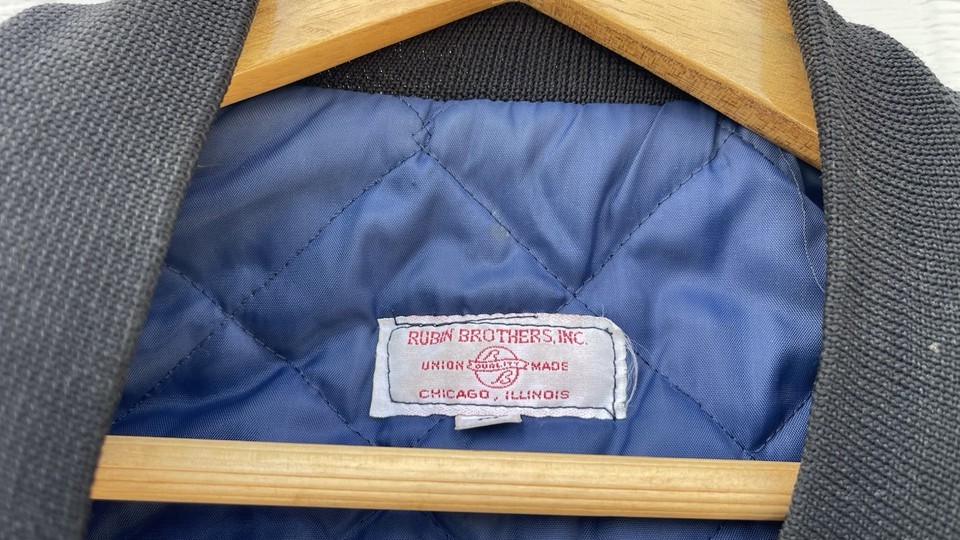 RUBIN BROTHERS, INC.
UNION QUALITY MADE
CHICAGO, ILLINOIS